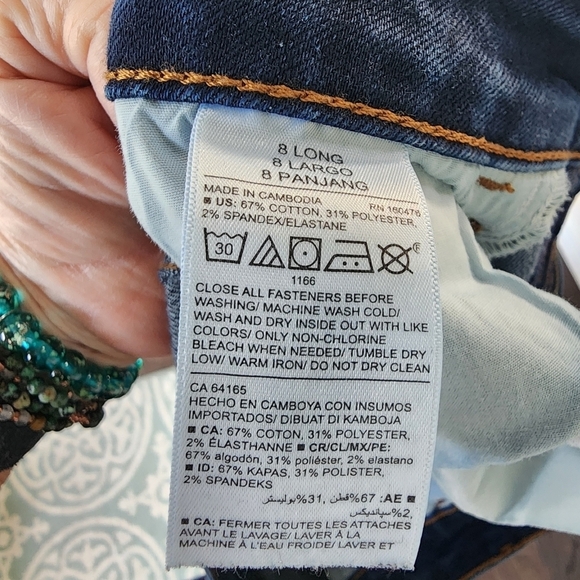 8 LONG
8 LARGO
8 PANJANG
MADE IN CAMBODIA RN 160476
■ US: 67% COTTON, 31% POLYESTER,
2% SPANDEX/ELASTANE
30
1166
CLOSE ALL FASTENERS BEFORE
WASHING/ MACHINE WASH COLD/
WASH AND DRY INSIDE OUT WITH LIKE
COLORS/ ONLY NON-CHLORINE
BLEACH WHEN NEEDED/ TUMBLE DRY
LOW/ WARM IRON/ DO NOT DRY CLEAN
CA 64165
HECHO EN CAMBOYA CON INSUMOS
IMPORTADOS/ DIBUAT DI KAMBOJA
■ CA: 67% COTTON, 31% POLYESTER,
2% ÉLASTHANNE ■ CR/CL/MX/PE:
67% algodón, 31% poliéster, 2% elastano
■ ID: 67% KAPAS, 31% POLISTER,
2% SPANDEKS
■ AE: 67%قطن, 31%بوليستر,
2%سپاندیکس
■ CA: FERMER TOUTES LES ATTACHES
AVANT LE LAVAGE/ LAVER À LA
MACHINE À L'EAU FROIDE/ LAVER ET